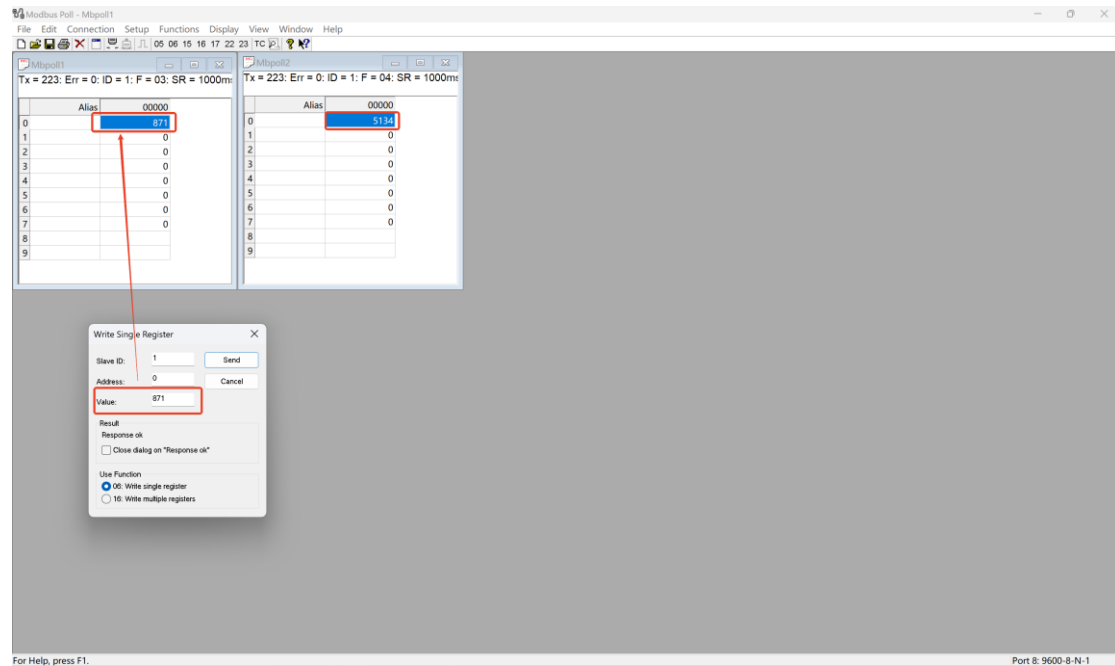 Modbus Poll - Mbpoll1
File Edit Connection Setup Functions Display View Window Help
05 06 15 16 17 22 23 TC
Mbpoll1
Tx = 223: Err = 0: ID = 1: F = 03: SR = 1000m
Alias 00000
0 871
1 0
2 0
3 0
4 0
5 0
6 0
7 0
8
9
Mbpoll2
Tx = 223: Err = 0: ID = 1: F = 04: SR = 1000ms
Alias 00000
0 5134
1 0
2 0
3 0
4 0
5 0
6 0
7 0
8
9
Write Single Register
Slave ID: 1 Send
Address: 0 Cancel
Value: 871
Result
Response ok
Close dialog on "Response ok"
Use Function
06: Write single register
16: Write multiple registers
For Help, press F1. Port 8: 9600-8-N-1